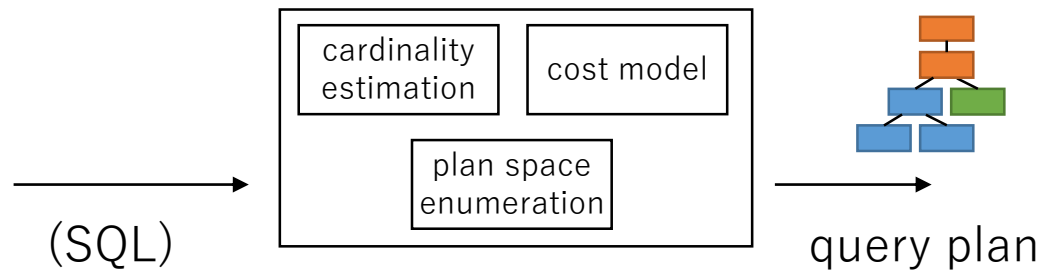 cardinality
estimation
cost model
plan space
enumeration
(SQL)
query plan